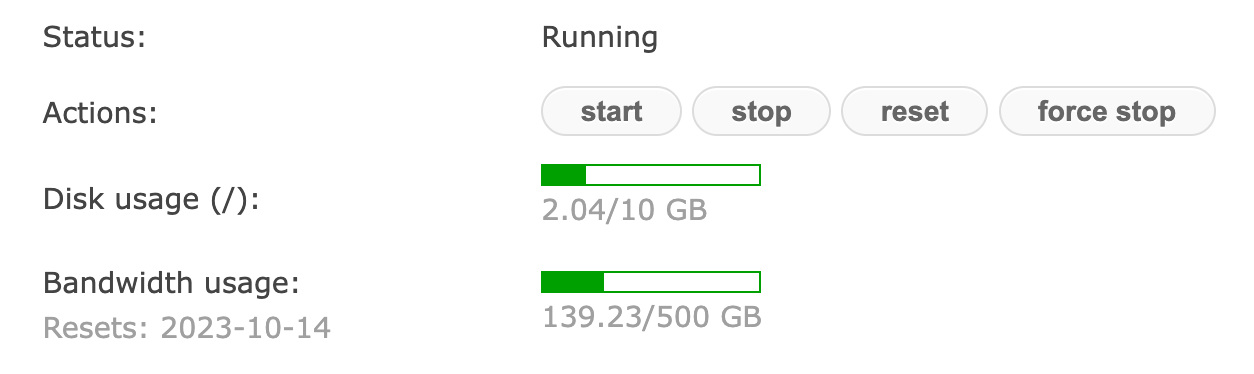 Status: Running
Actions: start stop reset force stop
Disk usage (/): 2.04/10 GB
Bandwidth usage: 139.23/500 GB
Resets: 2023-10-14